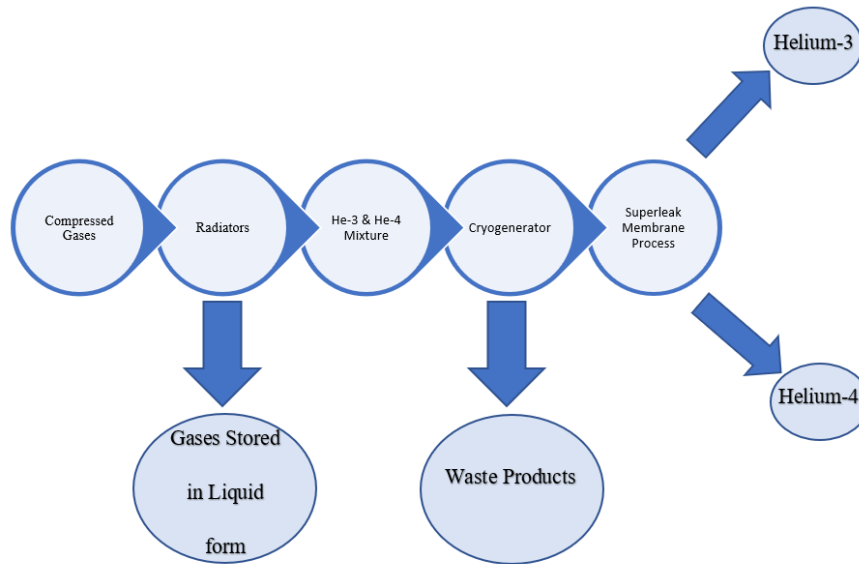 Helium-3
Compressed
Gases
Radiators
He-3 & He-4
Mixture
Cryogenerator
Superleak
Membrane
Process
Helium-4
Gases Stored
in Liquid
form
Waste Products